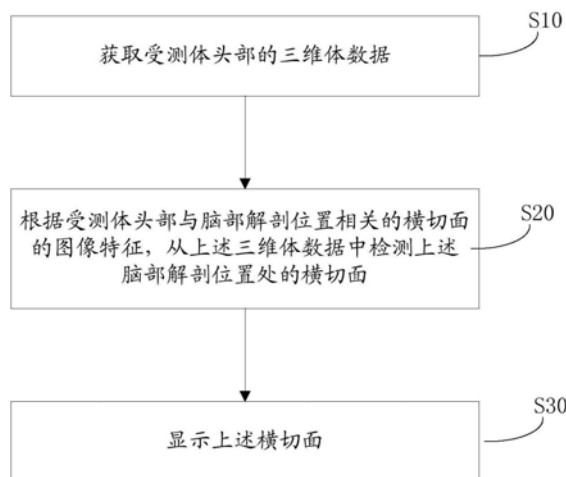 S10
获取受测体头部的三维体数据
S20
根据受测体头部与脑部解剖位置相关的横切面
的图像特征，从上述三维体数据中检测上述
脑部解剖位置处的横切面
S30
显示上述横切面